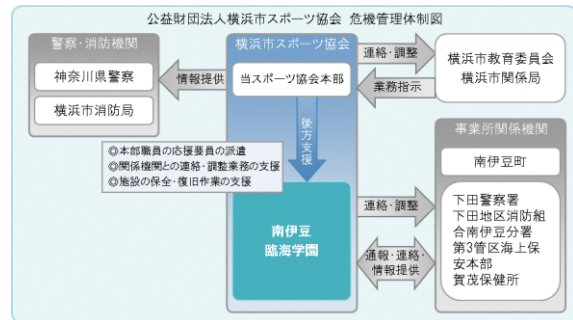 公益財団法人横浜市スポーツ協会 危機管理体制図
警察・消防機関
神奈川県警察
横浜市消防局
情報提供
横浜市スポーツ協会
当スポーツ協会本部
連絡・調整
業務指示
横浜市教育委員会
横浜市関係局
後方支援
◎本部職員の応援要員の派遣
◎関係機関との連絡・調整業務の支援
◎施設の保全・復旧作業の支援
南伊豆
臨海学園
連絡・調整
通報・連絡・
情報提供
事業所関係機関
南伊豆町
下田警察署
下田地区消防組
合南伊豆分署
第3管区海上保
安本部
賀茂保健所